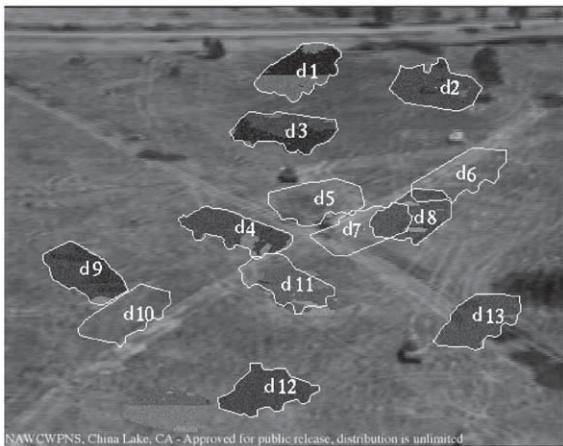 d1
d2
d3
d6
d5
d4
d7
d8
d9
d11
d10
d13
d12
NAWCWPNS, China Lake, CA - Approved for public release, distribution is unlimited